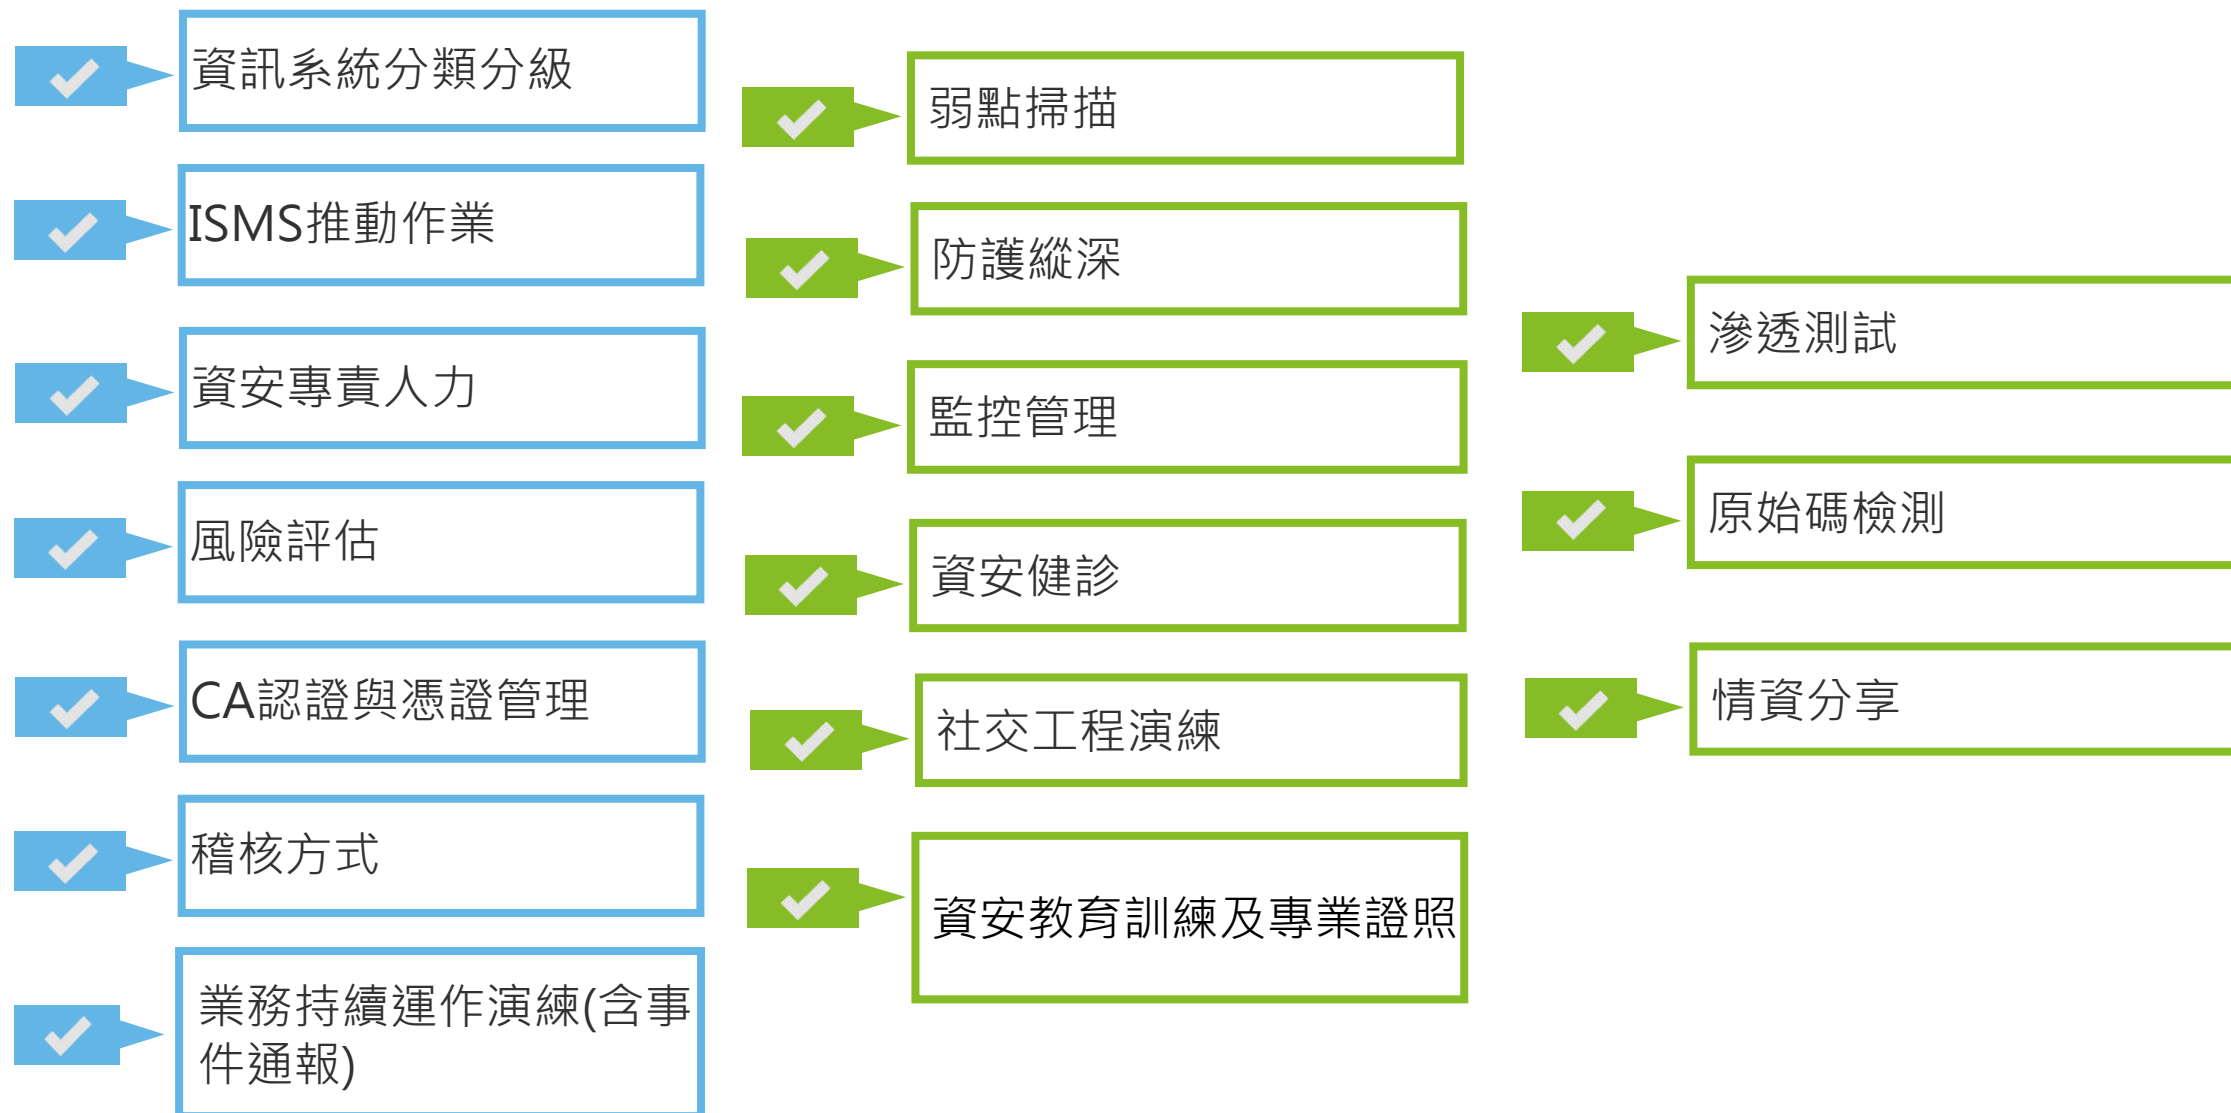 資訊系統分類分級
ISMS推動作業
資安專責人力
風險評估
CA認證與憑證管理
稽核方式
業務持續運作演練(含事
件通報)
弱點掃描
防護縱深
監控管理
資安健診
社交工程演練
資安教育訓練及專業證照
滲透測試
原始碼檢測
情資分享